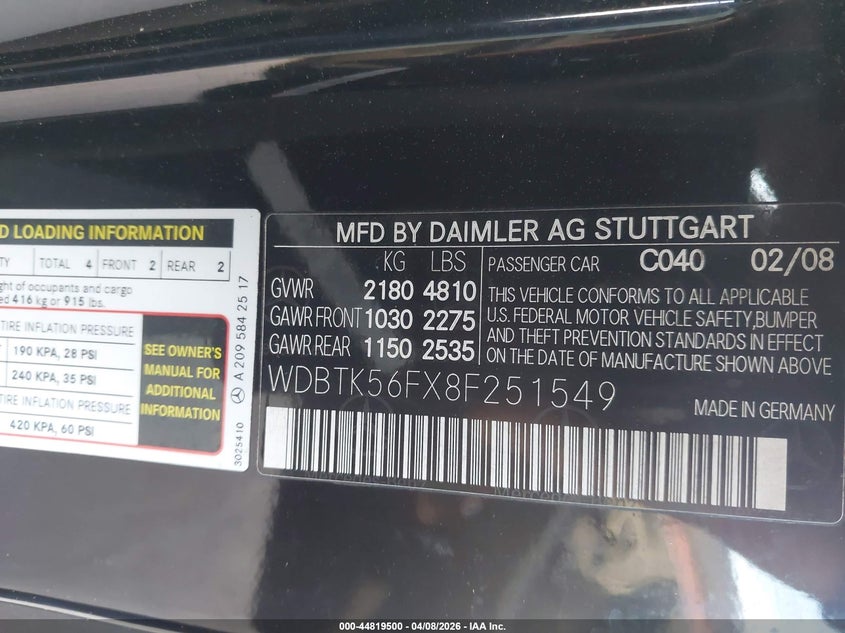 D LOADING INFORMATION
TY TOTAL 4 FRONT 2 REAR 2
ght of occupants and cargo
ed 416 kg or 915 lbs.
TIRE INFLATION PRESSURE
190 KPA, 28 PSI
240 KPA, 35 PSI
TIRE INFLATION PRESSURE
420 KPA, 60 PSI
SEE OWNER'S
MANUAL FOR
ADDITIONAL
INFORMATION
A 209 584 25 17
3025410
MFD BY DAIMLER AG STUTTGART
KG LBS
GVWR 2180 4810
GAWR FRONT 1030 2275
GAWR REAR 1150 2535
PASSENGER CAR C040 02/08
THIS VEHICLE CONFORMS TO ALL APPLICABLE
U.S. FEDERAL MOTOR VEHICLE SAFETY,BUMPER
AND THEFT PREVENTION STANDARDS IN EFFECT
ON THE DATE OF MANUFACTURE SHOWN ABOVE
WDBTK56FX8F251549
MADE IN GERMANY
000-44819500 - 04/08/2026 - IAA Inc.